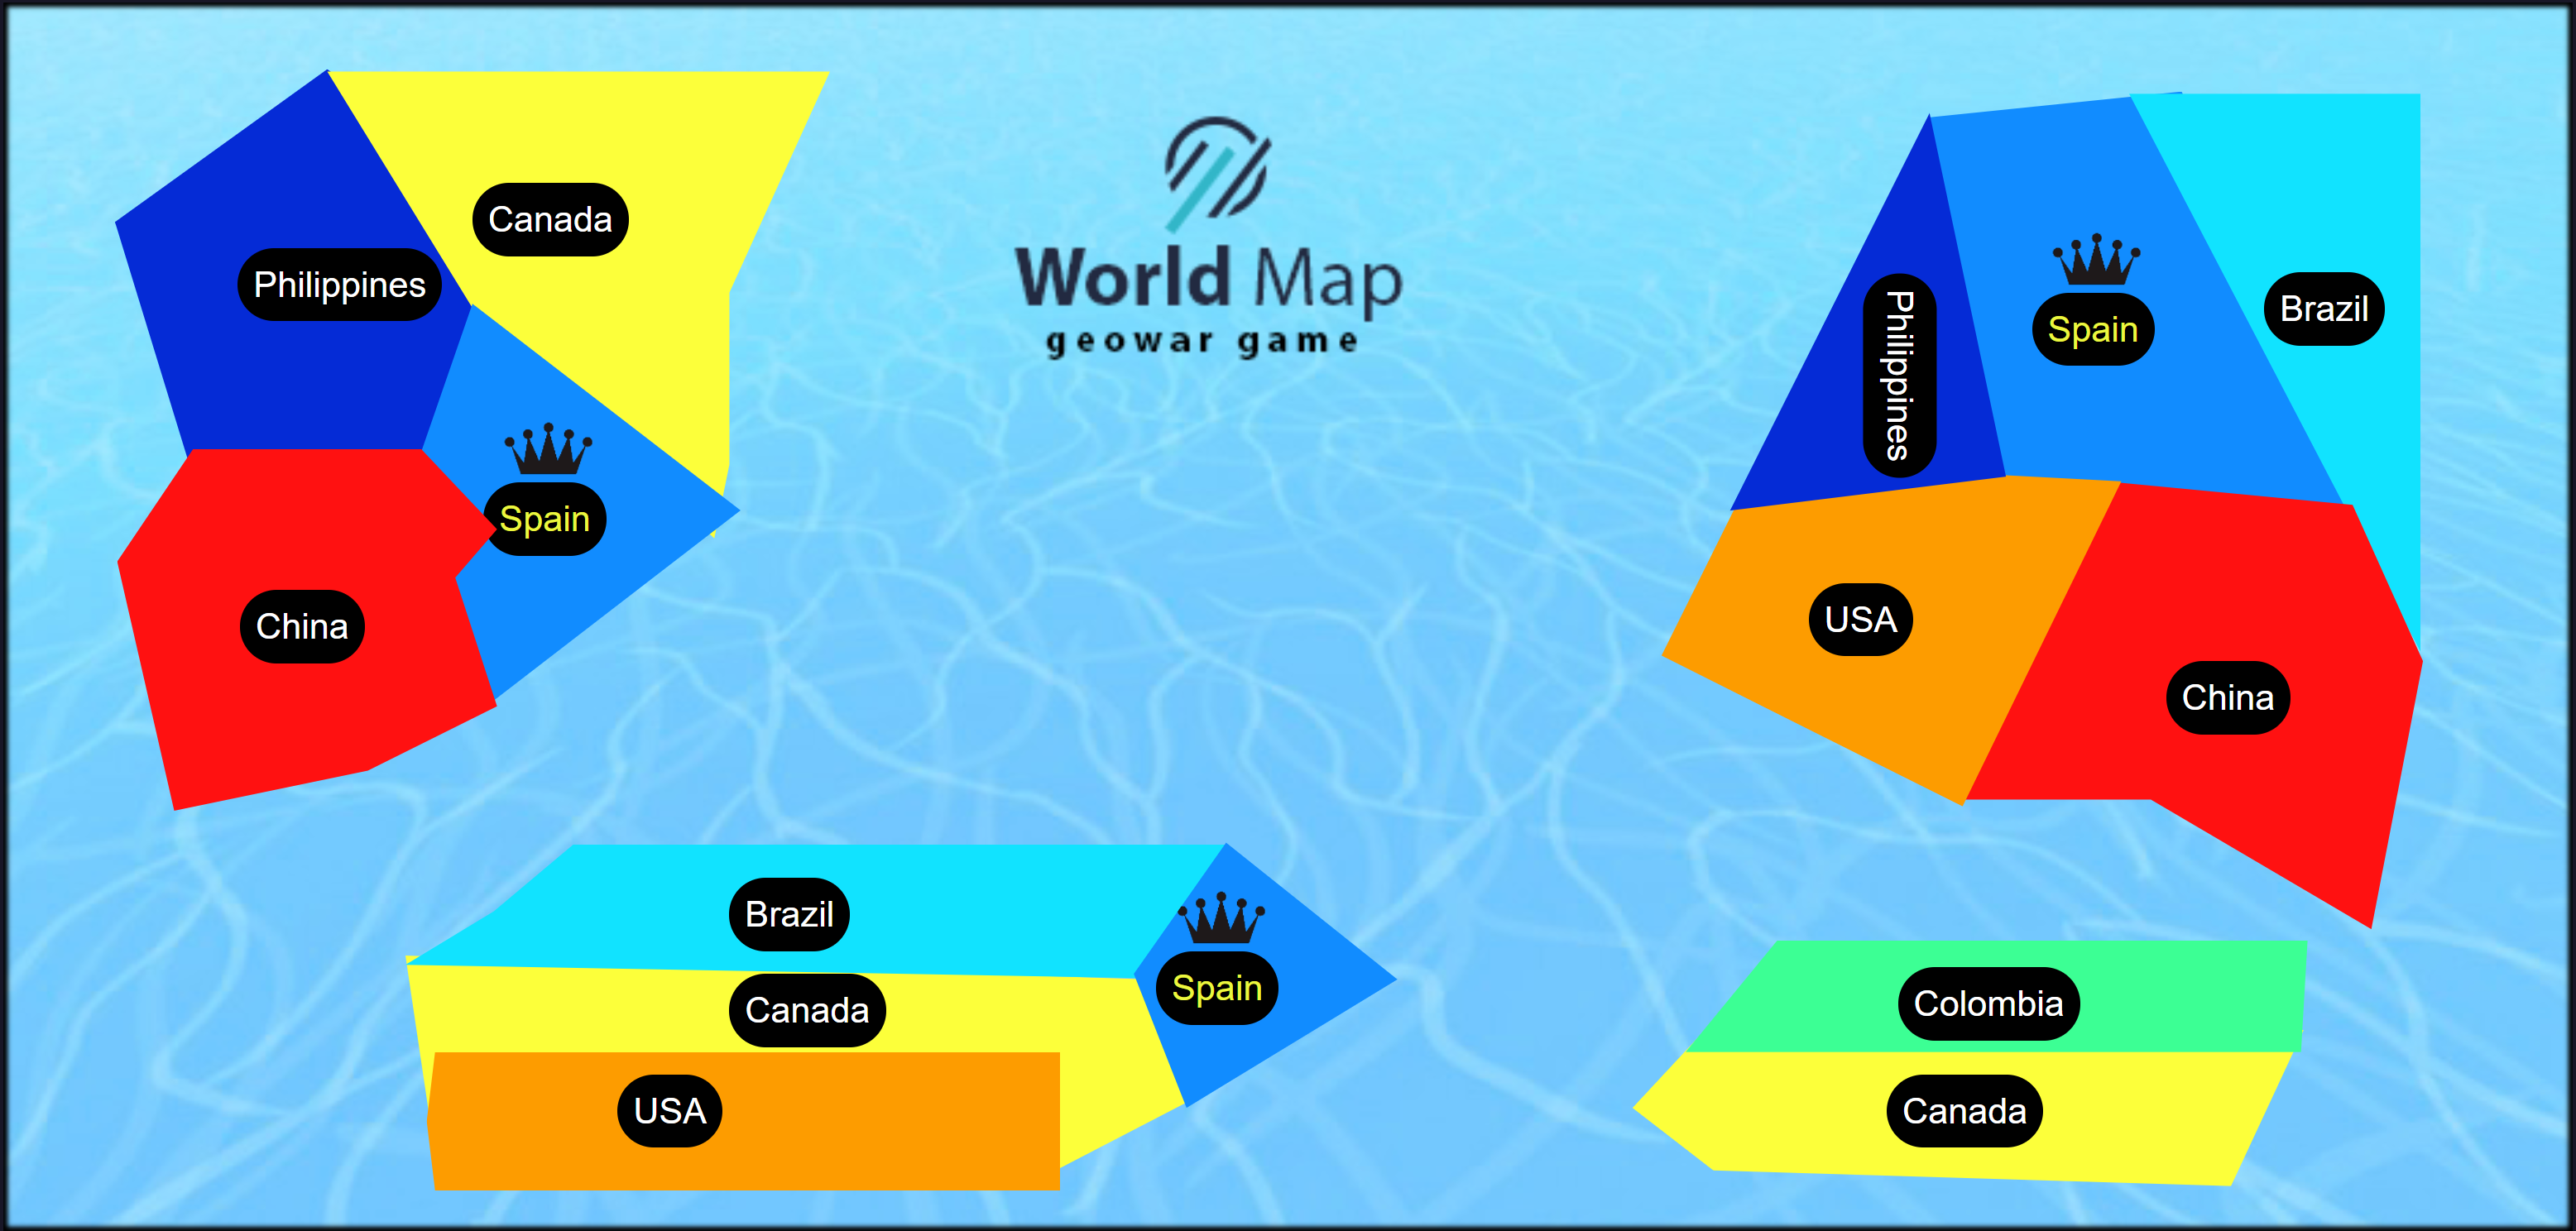 Canada
Philippines
Spain
China
World Map
geowar game
Spain
Brazil
Philippines
USA
China
Brazil
Canada
USA
Spain
Colombia
Canada